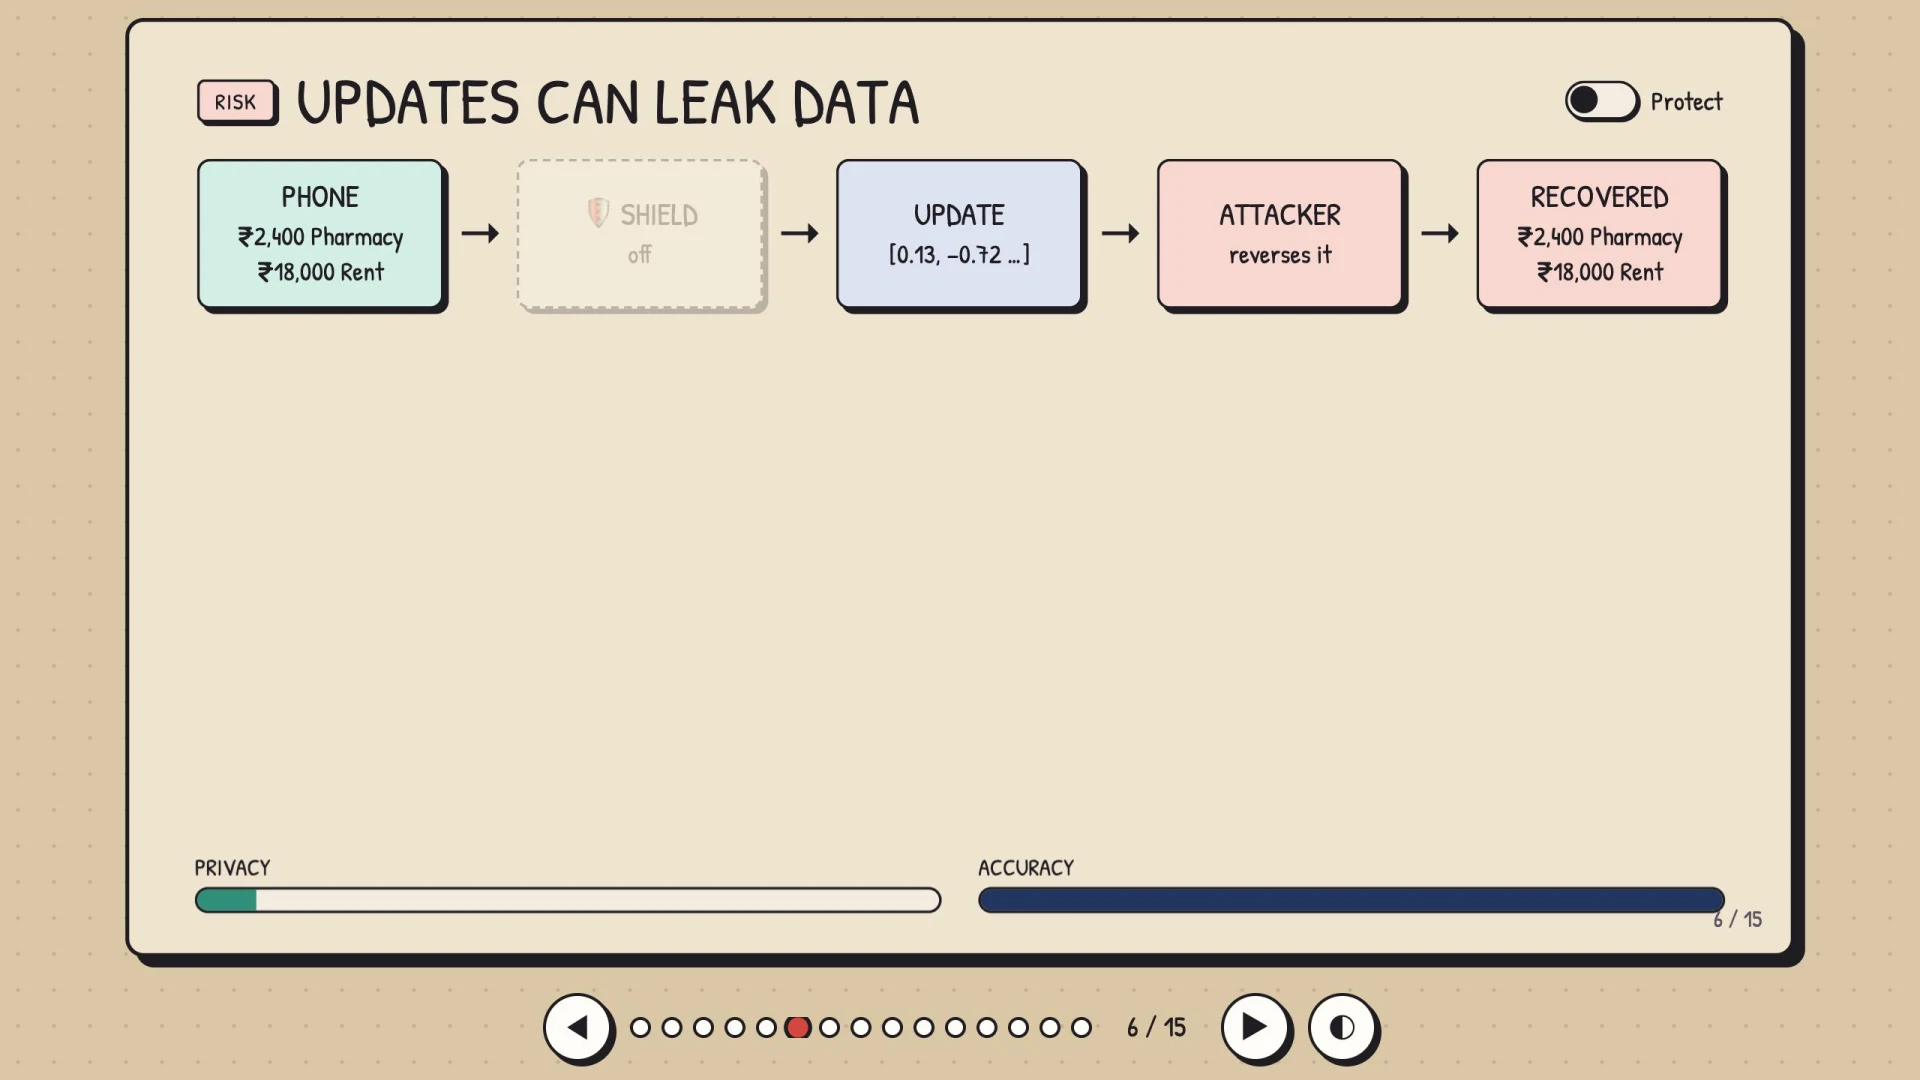 RISK
UPDATES CAN LEAK DATA
Protect
PHONE
₹2,400 Pharmacy
₹18,000 Rent
→
SHIELD
off
→
UPDATE
[0.13, −0.72 …]
→
ATTACKER
reverses it
→
RECOVERED
₹2,400 Pharmacy
₹18,000 Rent
PRIVACY
ACCURACY
6 / 15
6 / 15